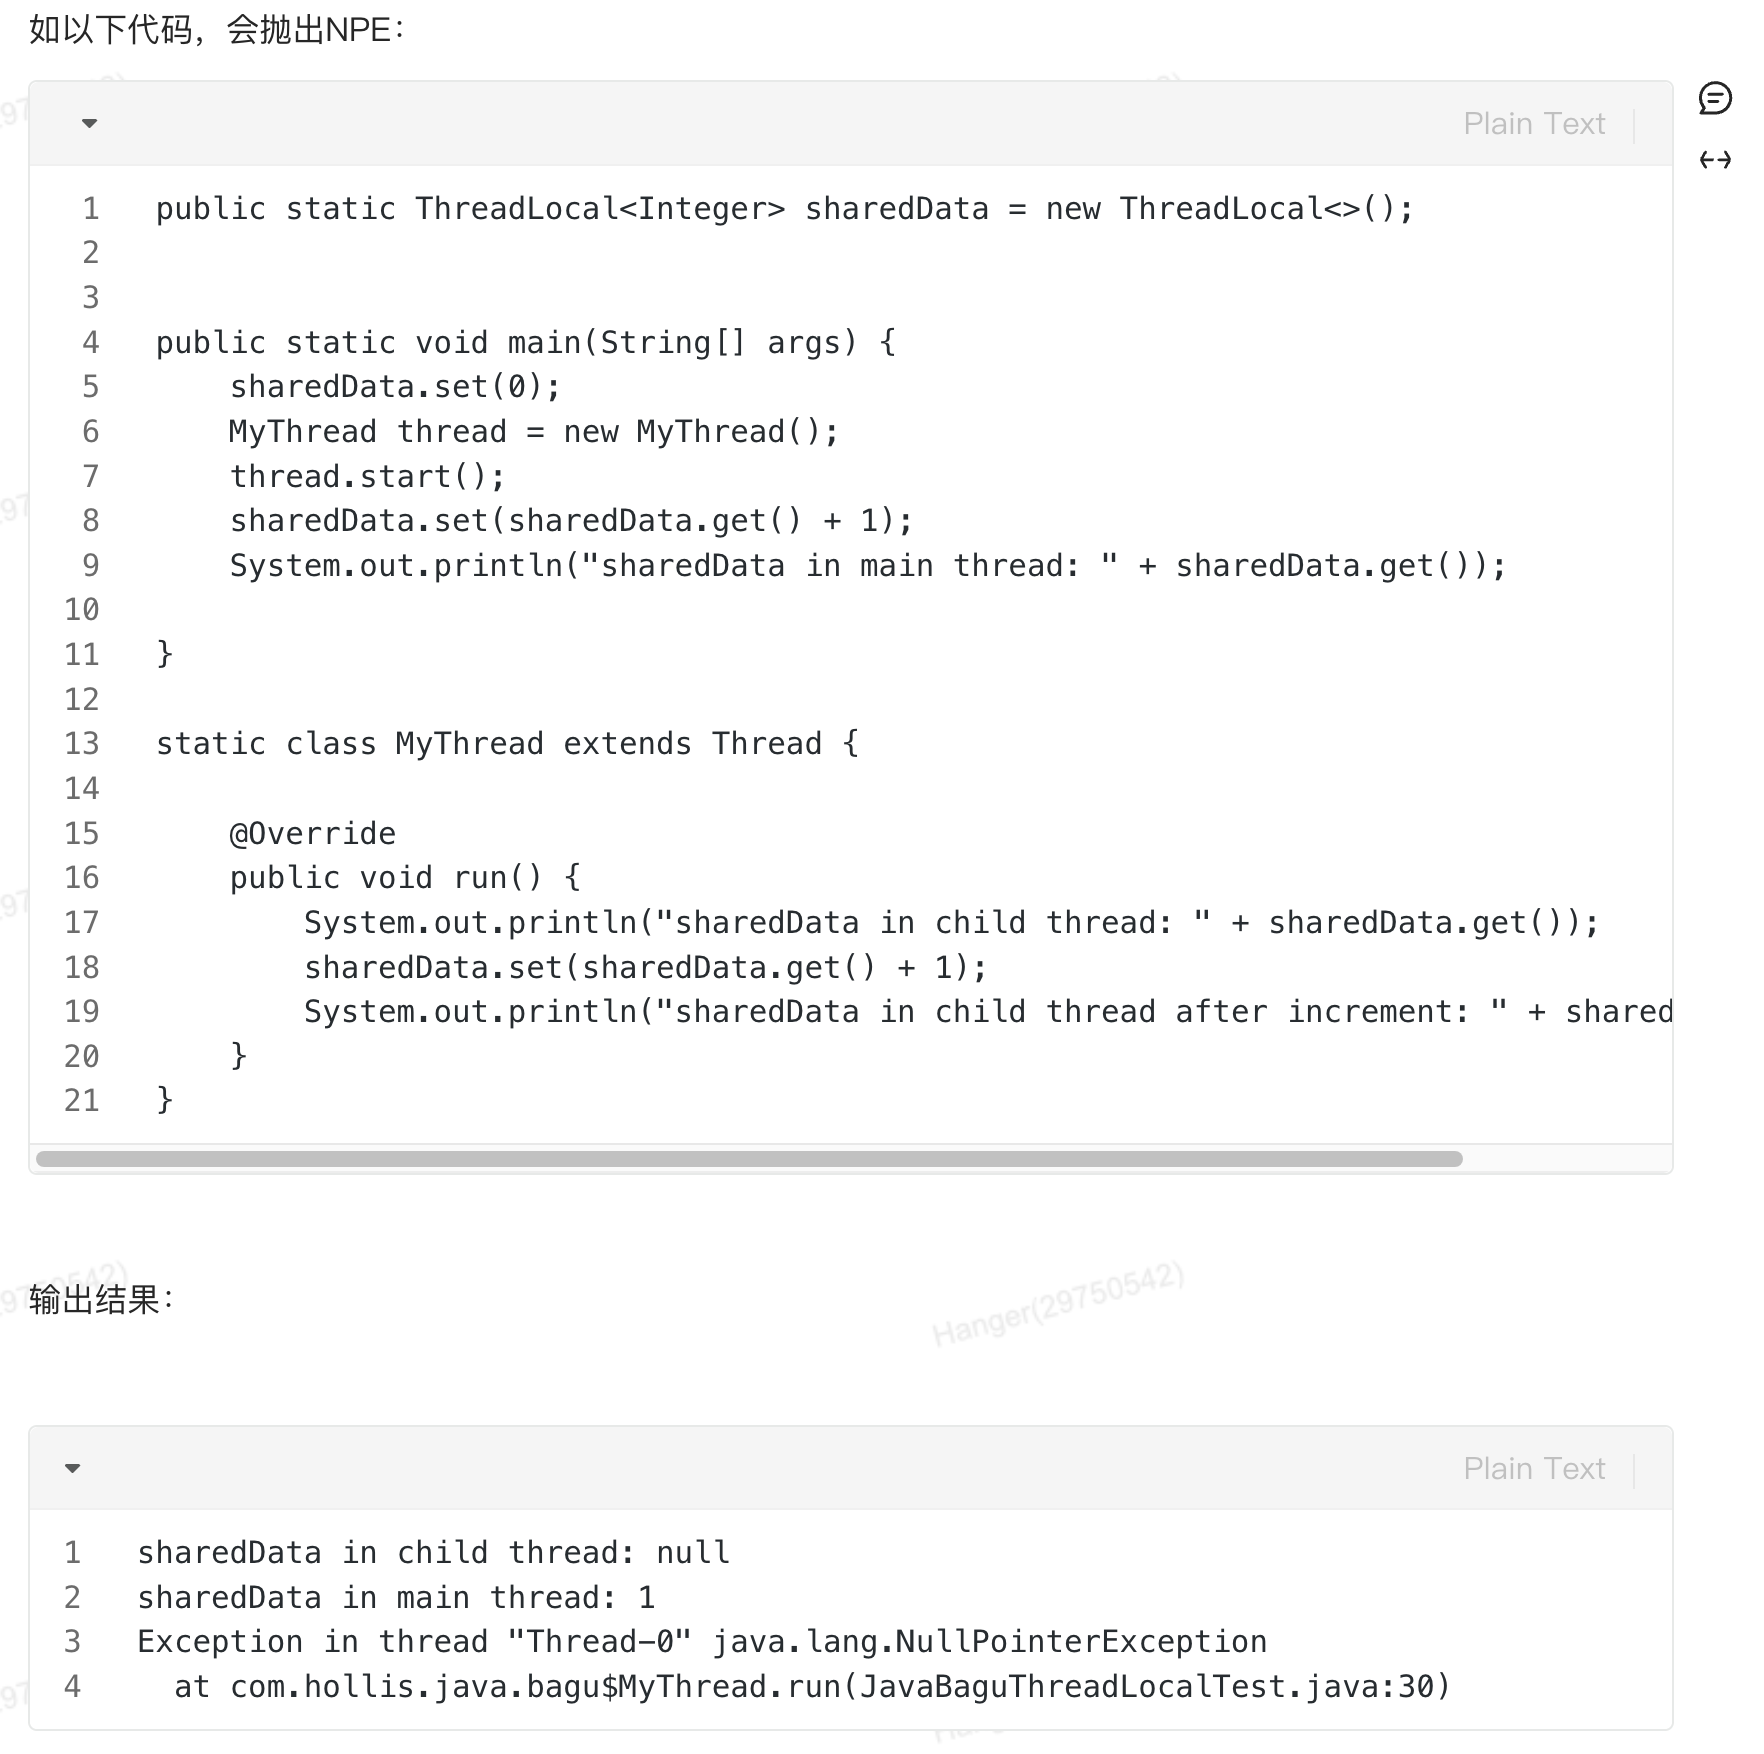 如以下代码，会抛出NPE：
Plain Text
1 public static ThreadLocal<Integer> sharedData = new ThreadLocal<>();
2
3
4 public static void main(String[] args) {
5     sharedData.set(0);
6     MyThread thread = new MyThread();
7     thread.start();
8     sharedData.set(sharedData.get() + 1);
9     System.out.println("sharedData in main thread: " + sharedData.get());
10
11 }
12
13 static class MyThread extends Thread {
14
15     @Override
16     public void run() {
17         System.out.println("sharedData in child thread: " + sharedData.get());
18         sharedData.set(sharedData.get() + 1);
19         System.out.println("sharedData in child thread after increment: " + shared
20     }
21 }
输出结果：
Hanger(29750542)
Plain Text
1 sharedData in child thread: null
2 sharedData in main thread: 1
3 Exception in thread "Thread-0" java.lang.NullPointerException
4   at com.hollis.java.bagu$MyThread.run(JavaBaguThreadLocalTest.java:30)